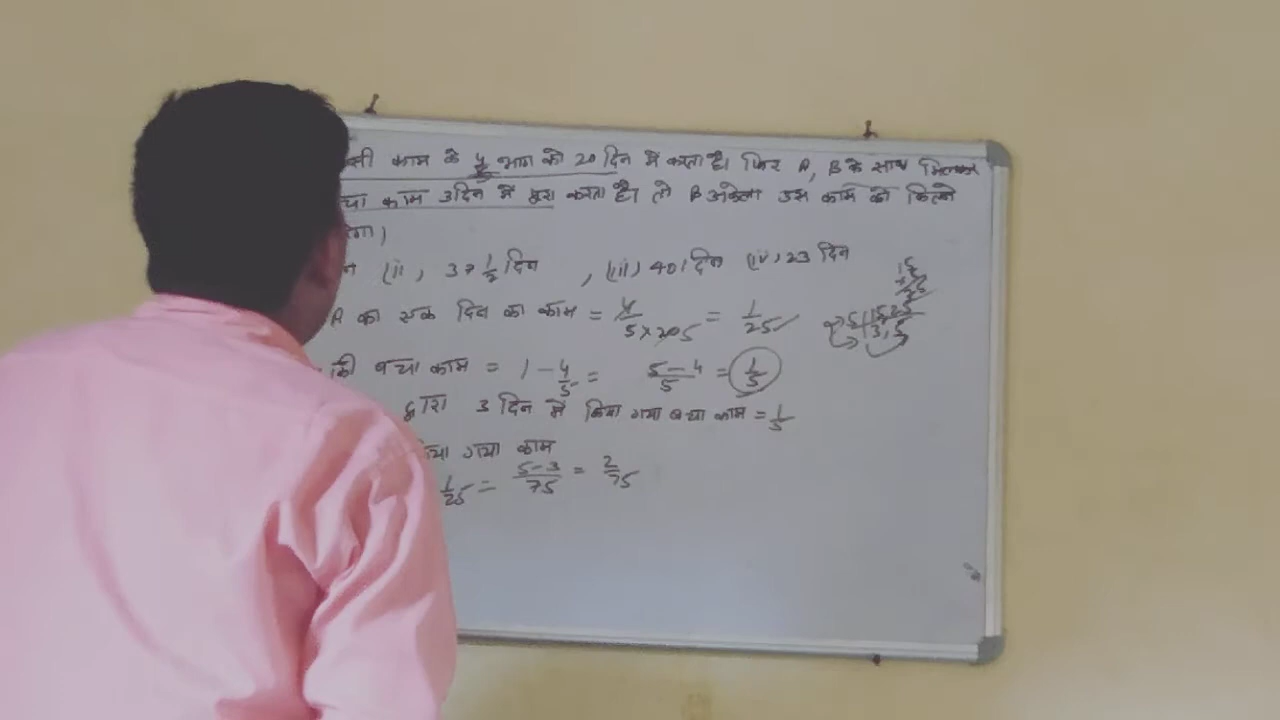 काम के 4/5 भाग को 20 दिन में करता है। फिर A, B के साथ मिलकर
काम 3 दिन में पूरा करता है। तो B अकेला उस काम को कितने
(ii) 37 1/2 दिन , (iii) 40 दिन (iv) 23 दिन
A का एक दिन का काम = 4/5×20 5 = 1/25
बचा काम = 1 - 4/5 = 5-4/5 = 1/5
द्वारा 3 दिन में किया गया बचा काम = 1/5
गया काम
1/25 = 5-3/75 = 2/75